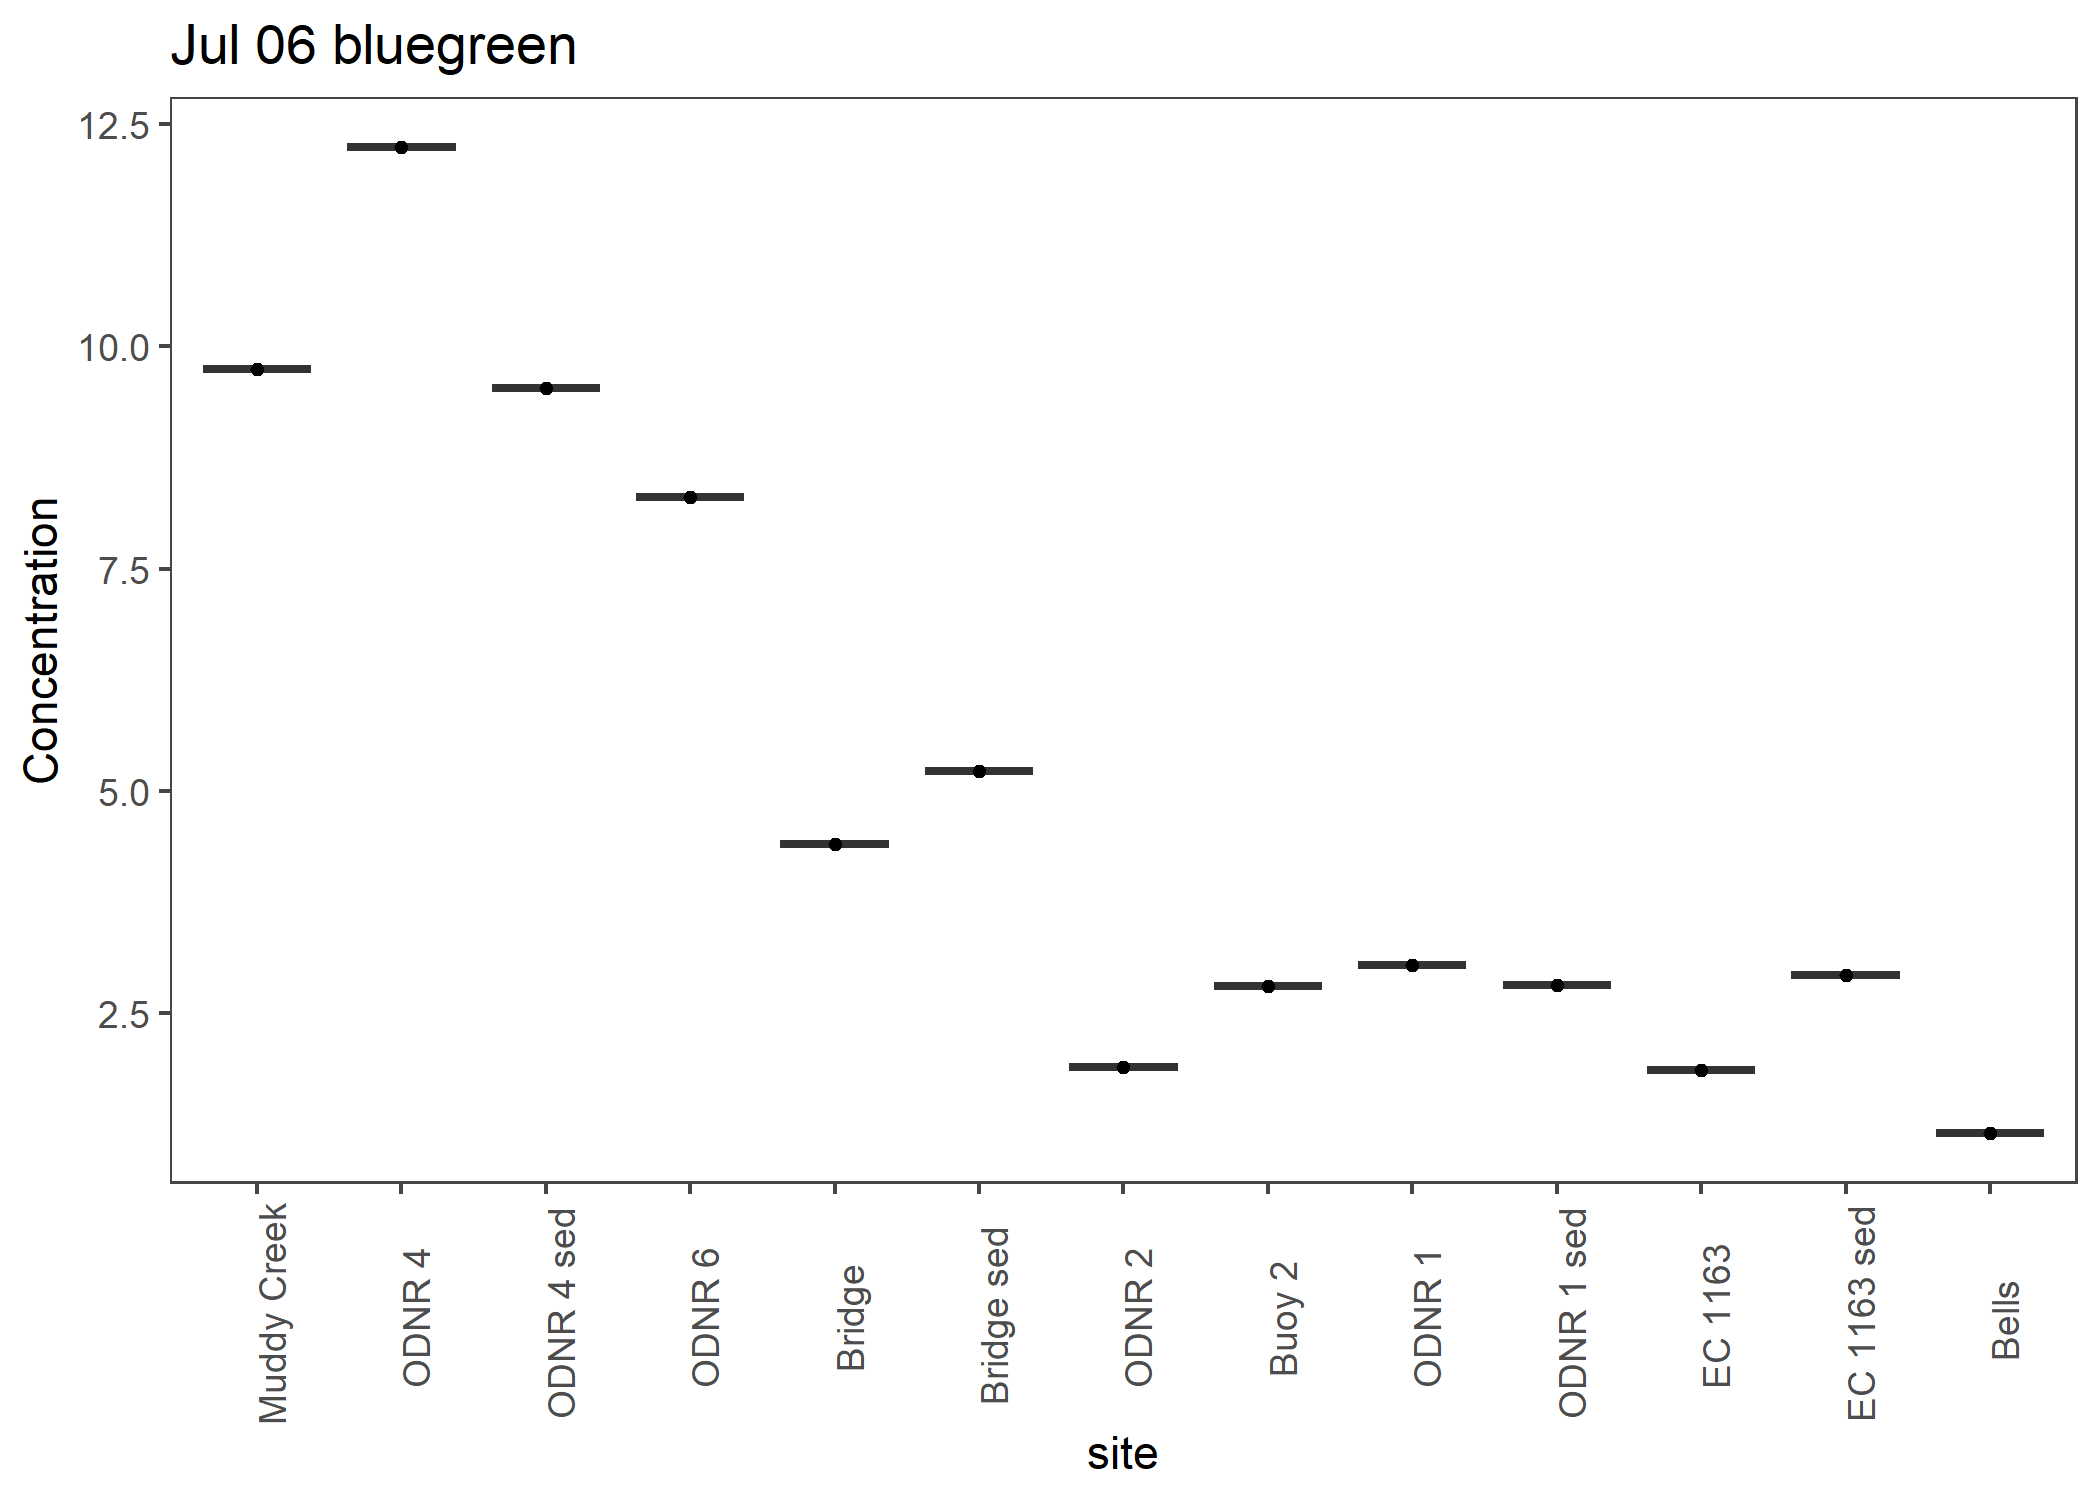 Jul 06 bluegreen
12.5
10.0
7.5
5.0
2.5
Concentration
Muddy Creek
ODNR 4
ODNR 4 sed
ODNR 6
Bridge
Bridge sed
ODNR 2
Buoy 2
ODNR 1
ODNR 1 sed
EC 1163
EC 1163 sed
Bells
site